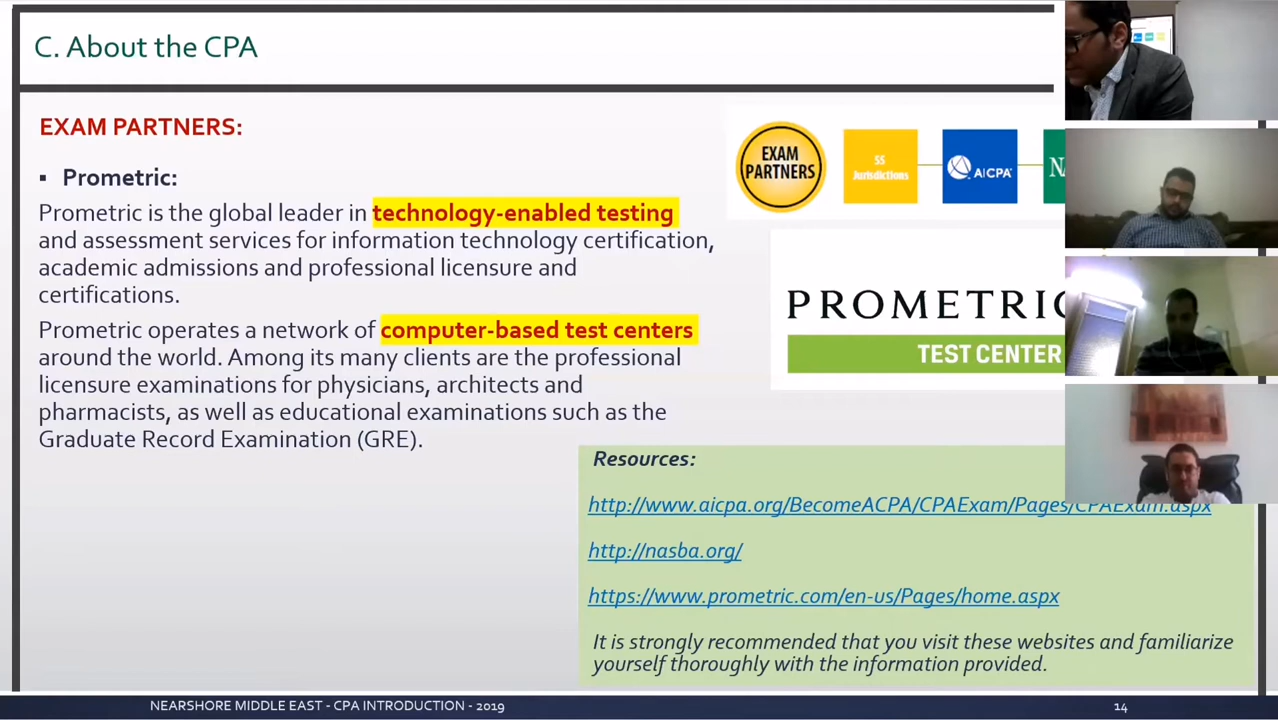 C. About the CPA
EXAM PARTNERS:
▪ Prometric:
Prometric is the global leader in technology-enabled testing
and assessment services for information technology certification,
academic admissions and professional licensure and
certifications.
Prometric operates a network of computer-based test centers
around the world. Among its many clients are the professional
licensure examinations for physicians, architects and
pharmacists, as well as educational examinations such as the
Graduate Record Examination (GRE).
EXAM
PARTNERS
55
Jurisdictions
AICPA
NA
PROMETRIC
TEST CENTER
Resources:
http://www.aicpa.org/BecomeACPA/CPAExam/Pages/CPAExam.aspx
http://nasba.org/
https://www.prometric.com/en-us/Pages/home.aspx
It is strongly recommended that you visit these websites and familiarize
yourself thoroughly with the information provided.
NEARSHORE MIDDLE EAST - CPA INTRODUCTION - 2019
14